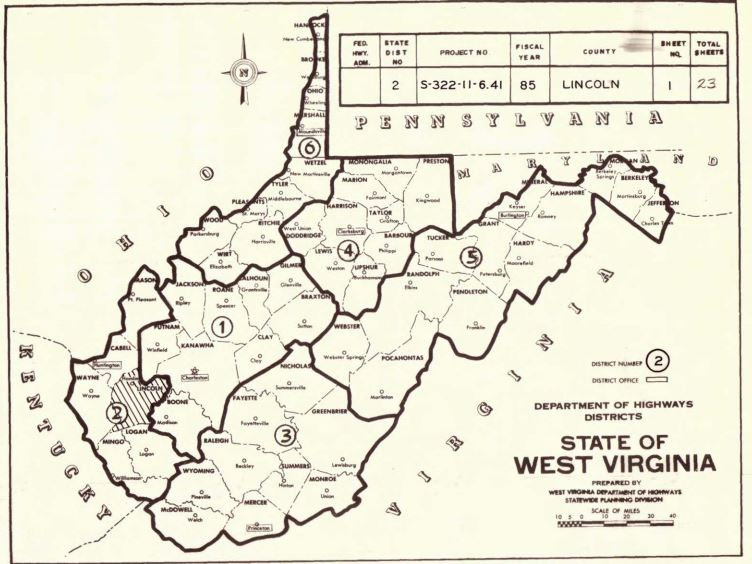 FED. HWY. ADM.
STATE DIST NO
PROJECT NO.
FISCAL YEAR
COUNTY
SHEET NO.
TOTAL SHEETS
2
S-322-11-6.41
85
LINCOLN
1
23
PENNSYLVANIA
MARYLAND
OHIO
KENTUCKY
VIRGINIA
N
HANCOCK
New Cumberland
BROOKE
OHIO
Wheeling
MARSHALL
Moundsville
6
WETZEL
New Martinsville
MONONGALIA
Morgantown
PRESTON
Kingwood
MARION
Fairmont
TYLER
Middlebourne
PLEASANTS
St. Marys
HARRISON
Clarksburg
TAYLOR
Grafton
WOOD
Parkersburg
RITCHIE
Harrisville
West Union
DODDRIDGE
BARBOUR
Philippi
4
WIRT
Elizabeth
LEWIS
Weston
UPSHUR
Buckhannon
TUCKER
Parsons
GRANT
Petersburg
5
MINERAL
Keyser
Burlington
HAMPSHIRE
Romney
MORGAN
Berkeley Springs
BERKELEY
Martinsburg
JEFFERSON
Charles Town
HARDY
Moorefield
RANDOLPH
Elkins
PENDLETON
Franklin
MASON
Pt. Pleasant
JACKSON
Ripley
ROANE
Spencer
CALHOUN
Grantsville
GILMER
Glenville
BRAXTON
Sutton
1
PUTNAM
Winfield
KANAWHA
Charleston
CLAY
Clay
WEBSTER
Webster Springs
POCAHONTAS
Marlinton
NICHOLAS
Summersville
CABELL
Huntington
WAYNE
Wayne
LINCOLN
2
BOONE
Madison
LOGAN
Logan
MINGO
Williamson
FAYETTE
Fayetteville
3
GREENBRIER
Lewisburg
RALEIGH
Beckley
SUMMERS
Hinton
MONROE
Union
WYOMING
Pineville
McDOWELL
Welch
MERCER
Princeton
DISTRICT NUMBER 2
DISTRICT OFFICE
DEPARTMENT OF HIGHWAYS
DISTRICTS
STATE OF
WEST VIRGINIA
PREPARED BY
WEST VIRGINIA DEPARTMENT OF HIGHWAYS
STATEWIDE PLANNING DIVISION
SCALE OF MILES
10 5 0 10 20 30 40